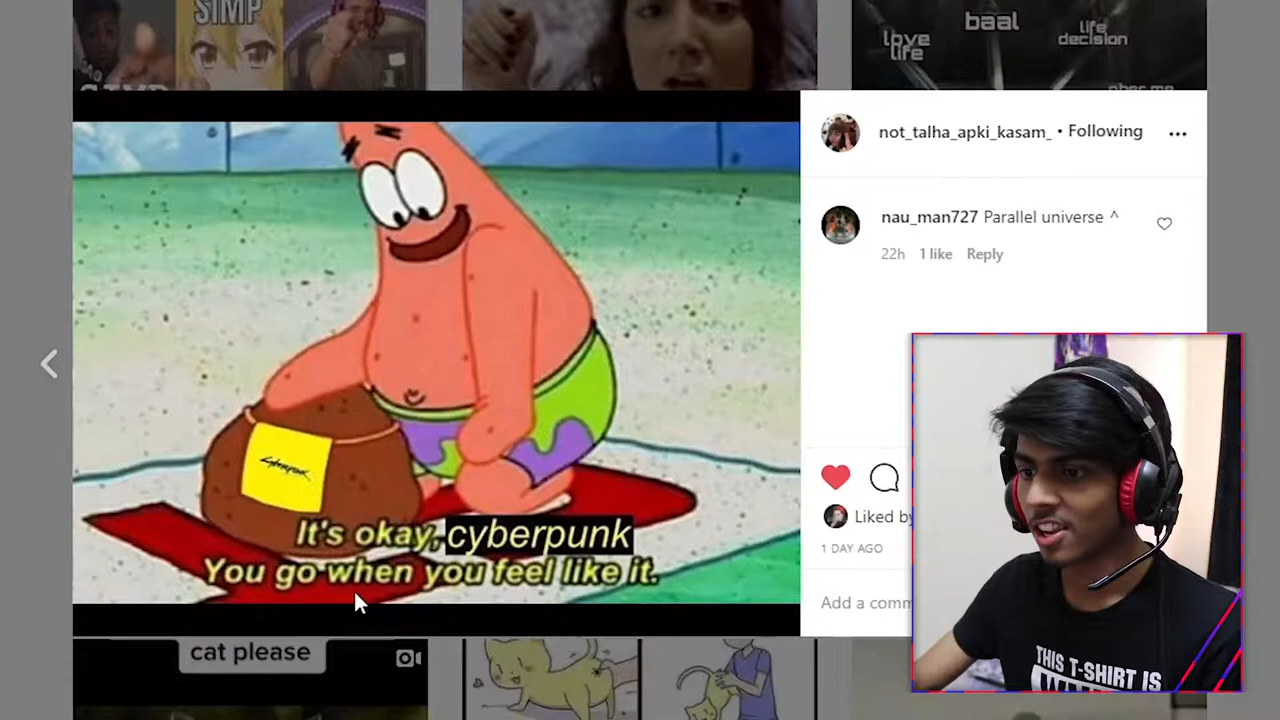 SIMP
love
life
baal
life
decision
not_talha_apki_kasam_ • Following
nau_man727 Parallel universe ^
22h 1 like Reply
cyberpunk
It's okay, cyberpunk
You go when you feel like it.
Liked by
1 DAY AGO
Add a comm
cat please
THIS T-SHIRT IS